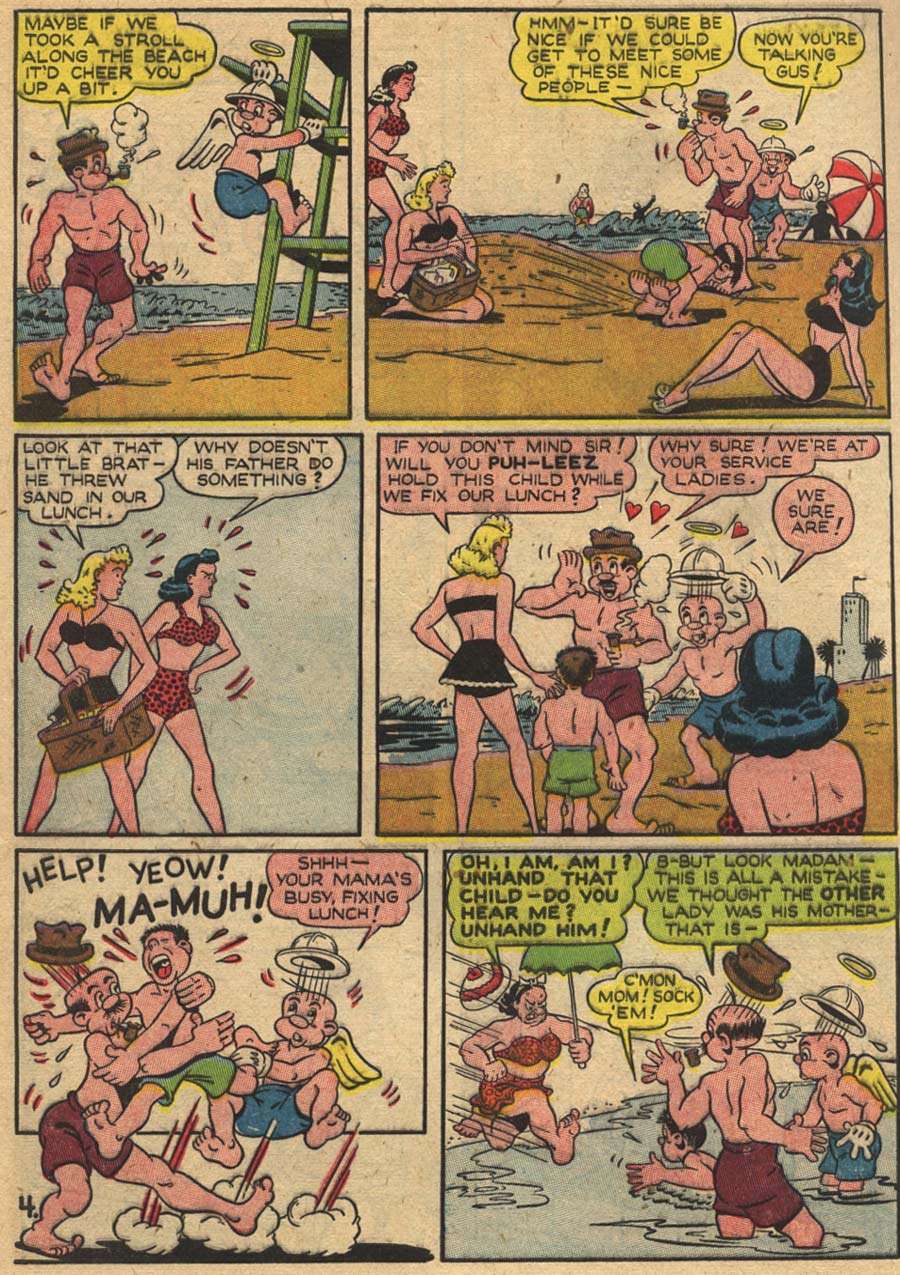 MAYBE IF WE
TOOK A STROLL
ALONG THE BEACH
IT'D CHEER YOU
UP A BIT.
HMM-IT'D SURE BE
NICE IF WE COULD
GET TO MEET SOME
OF THESE NICE
PEOPLE-
NOW YOU'RE
TALKING
GUS!
LOOK AT THAT
LITTLE BRAT-
HE THREW
SAND IN OUR
LUNCH.
WHY DOESN'T
HIS FATHER DO
SOMETHING?
IF YOU DON'T MIND SIR!
WILL YOU PUH-LEEZ
HOLD THIS CHILD WHILE
WE FIX OUR LUNCH?
WHY SURE! WE'RE AT
YOUR SERVICE
LADIES.
WE
SURE
ARE!
HELP! YEOW!
MA-MUH!
SHHH-
YOUR MAMA'S
BUSY, FIXING
LUNCH!
OH, I AM, AM I?
UNHAND THAT
CHILD-DO YOU
HEAR ME?
UNHAND HIM!
B-BUT LOOK MADAM-
THIS IS ALL A MISTAKE-
WE THOUGHT THE OTHER
LADY WAS HIS MOTHER-
THAT IS-
C'MON
MOM! SOCK
'EM!
4.